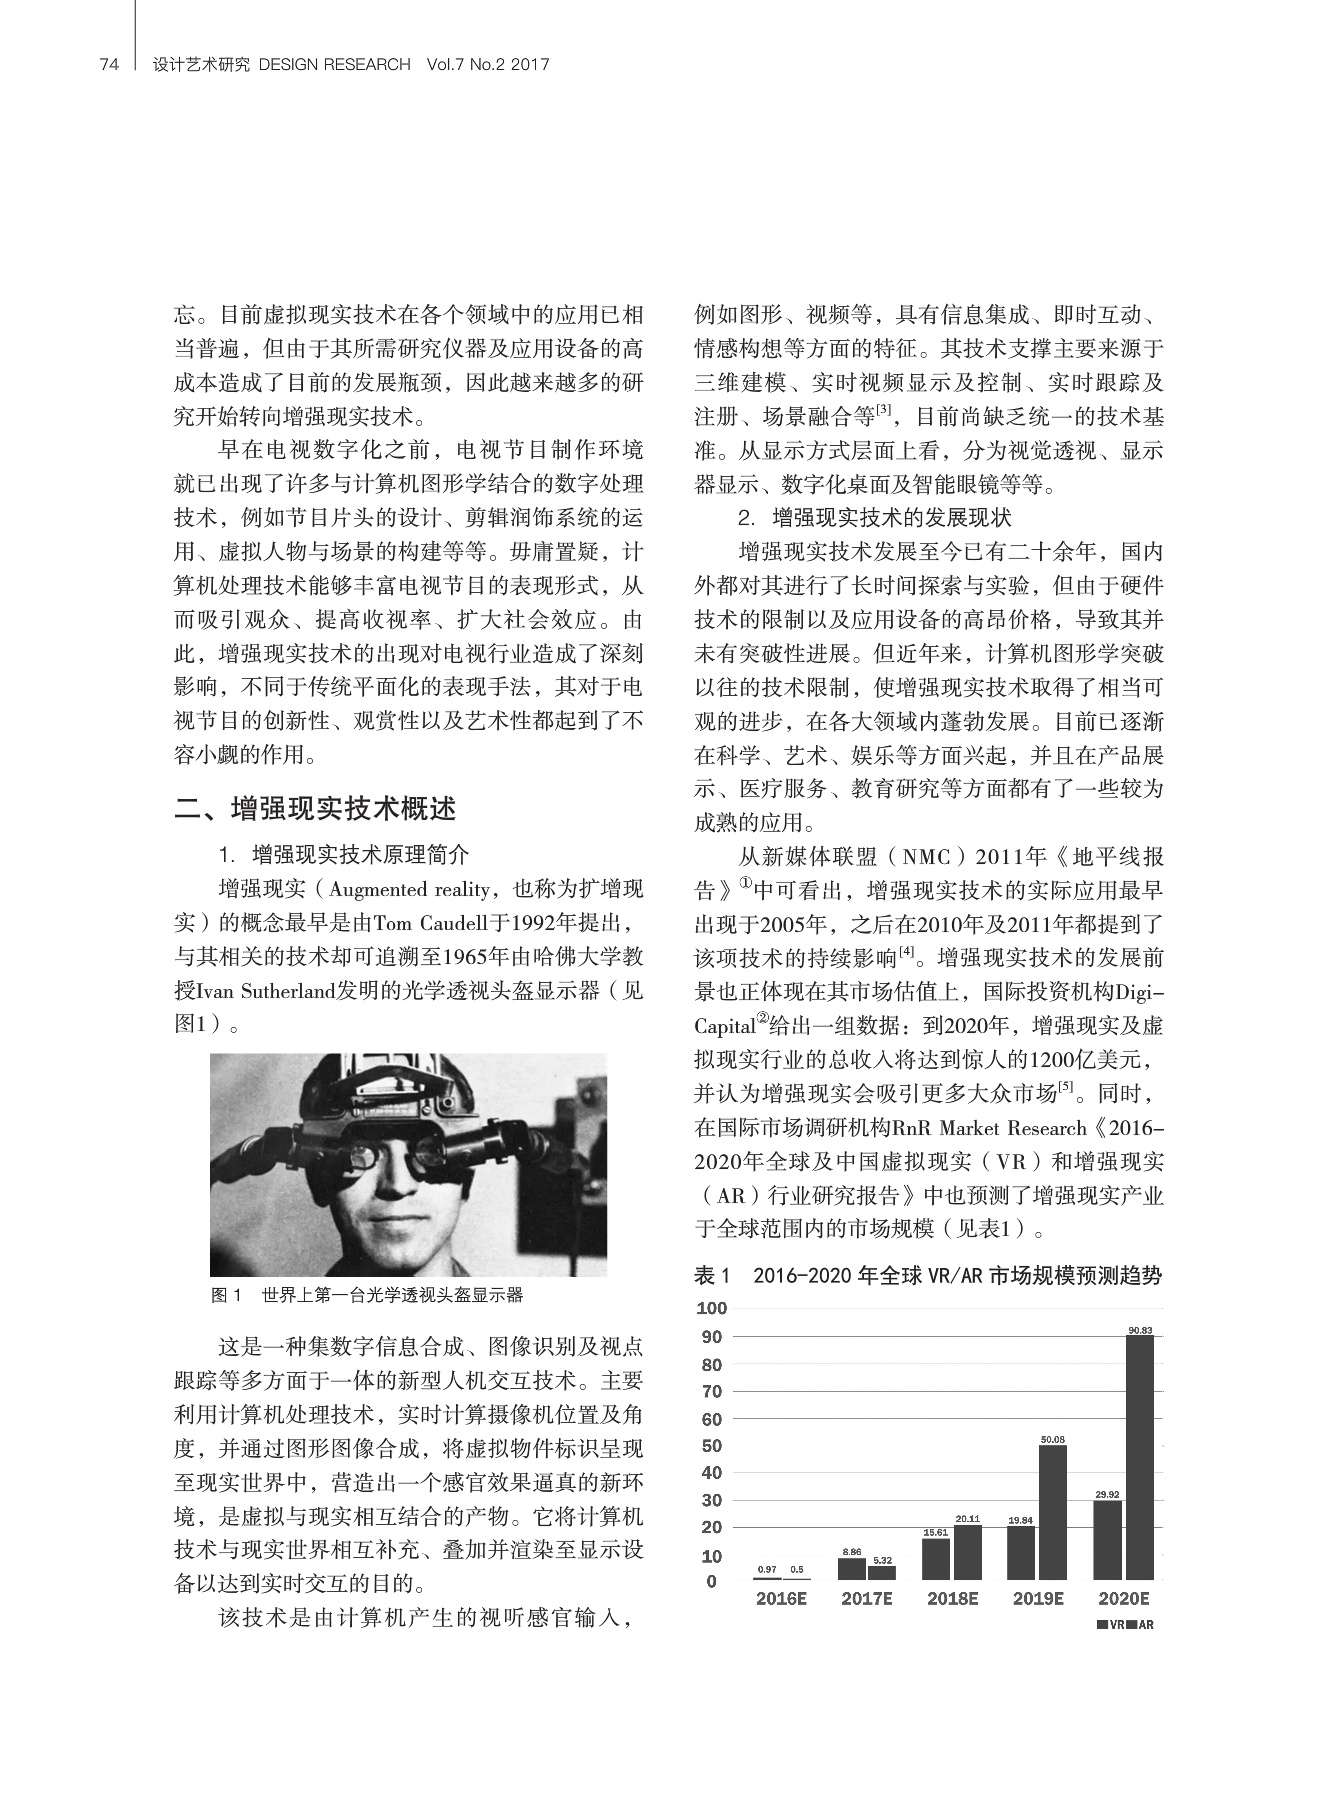 74 设计艺术研究 DESIGN RESEARCH Vol.7 No.2 2017
忘。目前虚拟现实技术在各个领域中的应用已相
当普遍，但由于其所需研究仪器及应用设备的高
成本造成了目前的发展瓶颈，因此越来越多的研
究开始转向增强现实技术。
早在电视数字化之前，电视节目制作环境
就已出现了许多与计算机图形学结合的数字处理
技术，例如节目片头的设计、剪辑润饰系统的运
用、虚拟人物与场景的构建等等。毋庸置疑，计
算机处理技术能够丰富电视节目的表现形式，从
而吸引观众、提高收视率、扩大社会效应。由
此，增强现实技术的出现对电视行业造成了深刻
影响，不同于传统平面化的表现手法，其对于电
视节目的创新性、观赏性以及艺术性都起到了不
容小觑的作用。
二、增强现实技术概述
1. 增强现实技术原理简介
增强现实（Augmented reality，也称为扩增现
实）的概念最早是由Tom Caudell于1992年提出，
与其相关的技术却可追溯至1965年由哈佛大学教
授Ivan Sutherland发明的光学透视头盔显示器（见
图1）。
图 1 世界上第一台光学透视头盔显示器
这是一种集数字信息合成、图像识别及视点
跟踪等多方面于一体的新型人机交互技术。主要
利用计算机处理技术，实时计算摄像机位置及角
度，并通过图形图像合成，将虚拟物件标识呈现
至现实世界中，营造出一个感官效果逼真的新环
境，是虚拟与现实相互结合的产物。它将计算机
技术与现实世界相互补充、叠加并渲染至显示设
备以达到实时交互的目的。
该技术是由计算机产生的视听感官输入，
例如图形、视频等，具有信息集成、即时互动、
情感构想等方面的特征。其技术支撑主要来源于
三维建模、实时视频显示及控制、实时跟踪及
注册、场景融合等[3]，目前尚缺乏统一的技术基
准。从显示方式层面上看，分为视觉透视、显示
器显示、数字化桌面及智能眼镜等等。
2. 增强现实技术的发展现状
增强现实技术发展至今已有二十余年，国内
外都对其进行了长时间探索与实验，但由于硬件
技术的限制以及应用设备的高昂价格，导致其并
未有突破性进展。但近年来，计算机图形学突破
以往的技术限制，使增强现实技术取得了相当可
观的进步，在各大领域内蓬勃发展。目前已逐渐
在科学、艺术、娱乐等方面兴起，并且在产品展
示、医疗服务、教育研究等方面都有了一些较为
成熟的应用。
从新媒体联盟（NMC）2011年《地平线报
告》①中可看出，增强现实技术的实际应用最早
出现于2005年，之后在2010年及2011年都提到了
该项技术的持续影响[4]。增强现实技术的发展前
景也正体现在其市场估值上，国际投资机构Digi-
Capital②给出一组数据：到2020年，增强现实及虚
拟现实行业的总收入将达到惊人的1200亿美元，
并认为增强现实会吸引更多大众市场[5]。同时，
在国际市场调研机构RnR Market Research《2016-
2020年全球及中国虚拟现实（VR）和增强现实
（AR）行业研究报告》中也预测了增强现实产业
于全球范围内的市场规模（见表1）。
表 1 2016-2020 年全球 VR/AR 市场规模预测趋势
100
90
80
70
60
50
40
30
20
10
0
0.97 0.5
8.86 5.32
15.61 20.11
19.84 50.08
29.92 90.83
2016E 2017E 2018E 2019E 2020E
VR AR